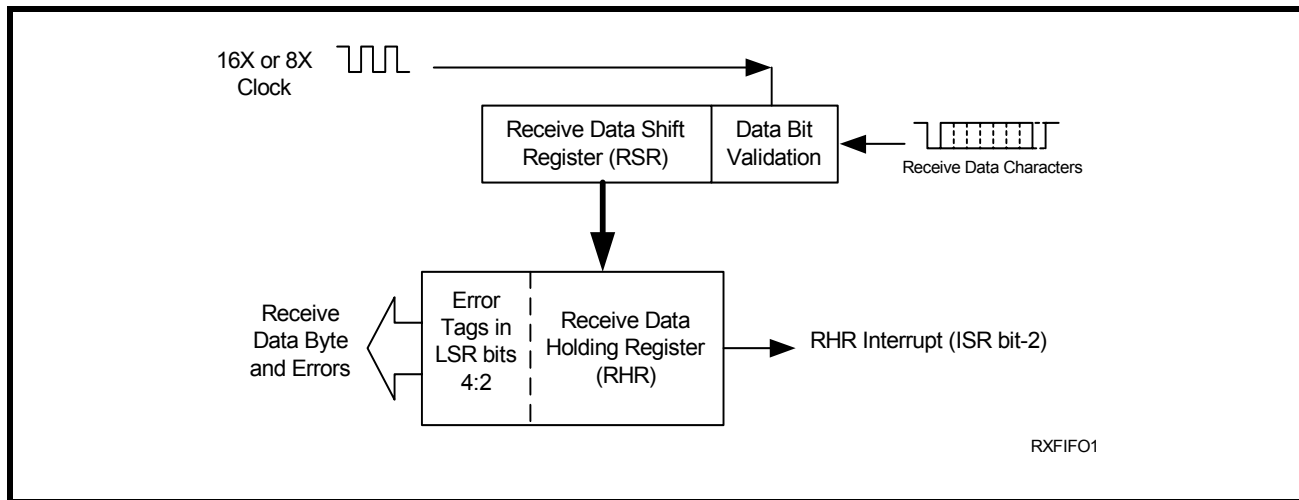 16X or 8X
Clock
Receive Data Shift
Register (RSR)
Data Bit
Validation
Receive Data Characters
Receive
Data Byte
and Errors
Error
Tags in
LSR bits
4:2
Receive Data
Holding Register
(RHR)
RHR Interrupt (ISR bit-2)
RXFIFO1